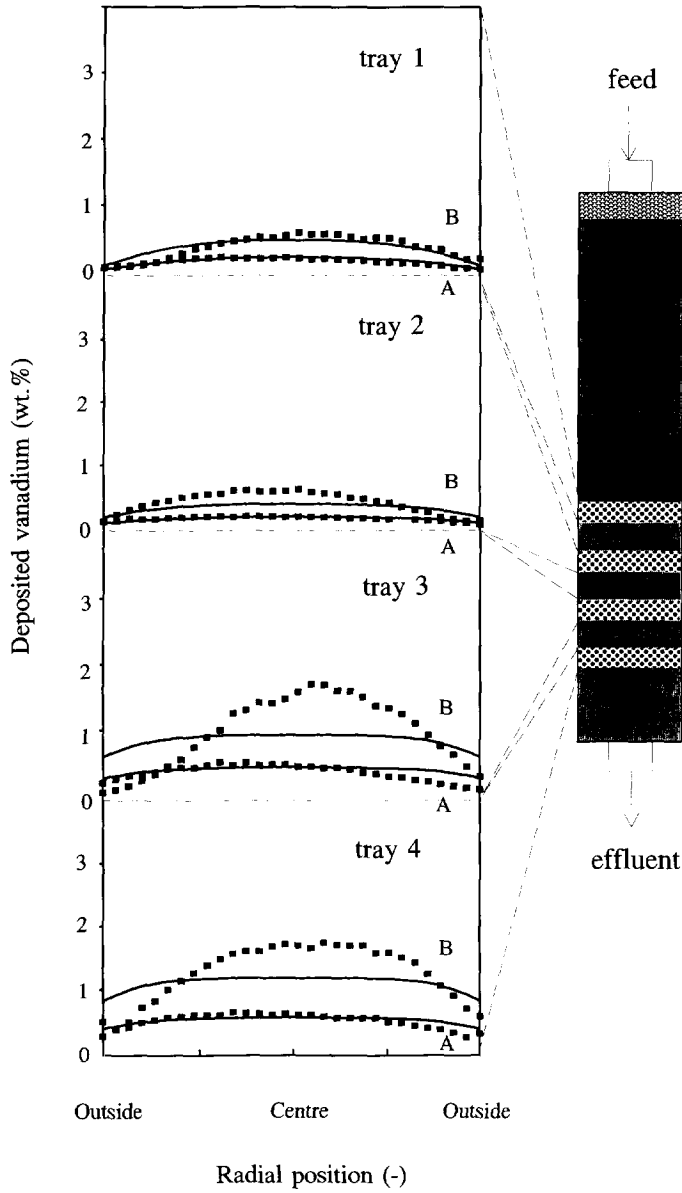 Deposited vanadium (wt.%)
3
2
1
0
tray 1
B
A
3
2
1
0
tray 2
B
A
3
2
1
0
tray 3
B
A
3
2
1
0
tray 4
B
A
Outside Centre Outside
Radial position (-)
feed
effluent